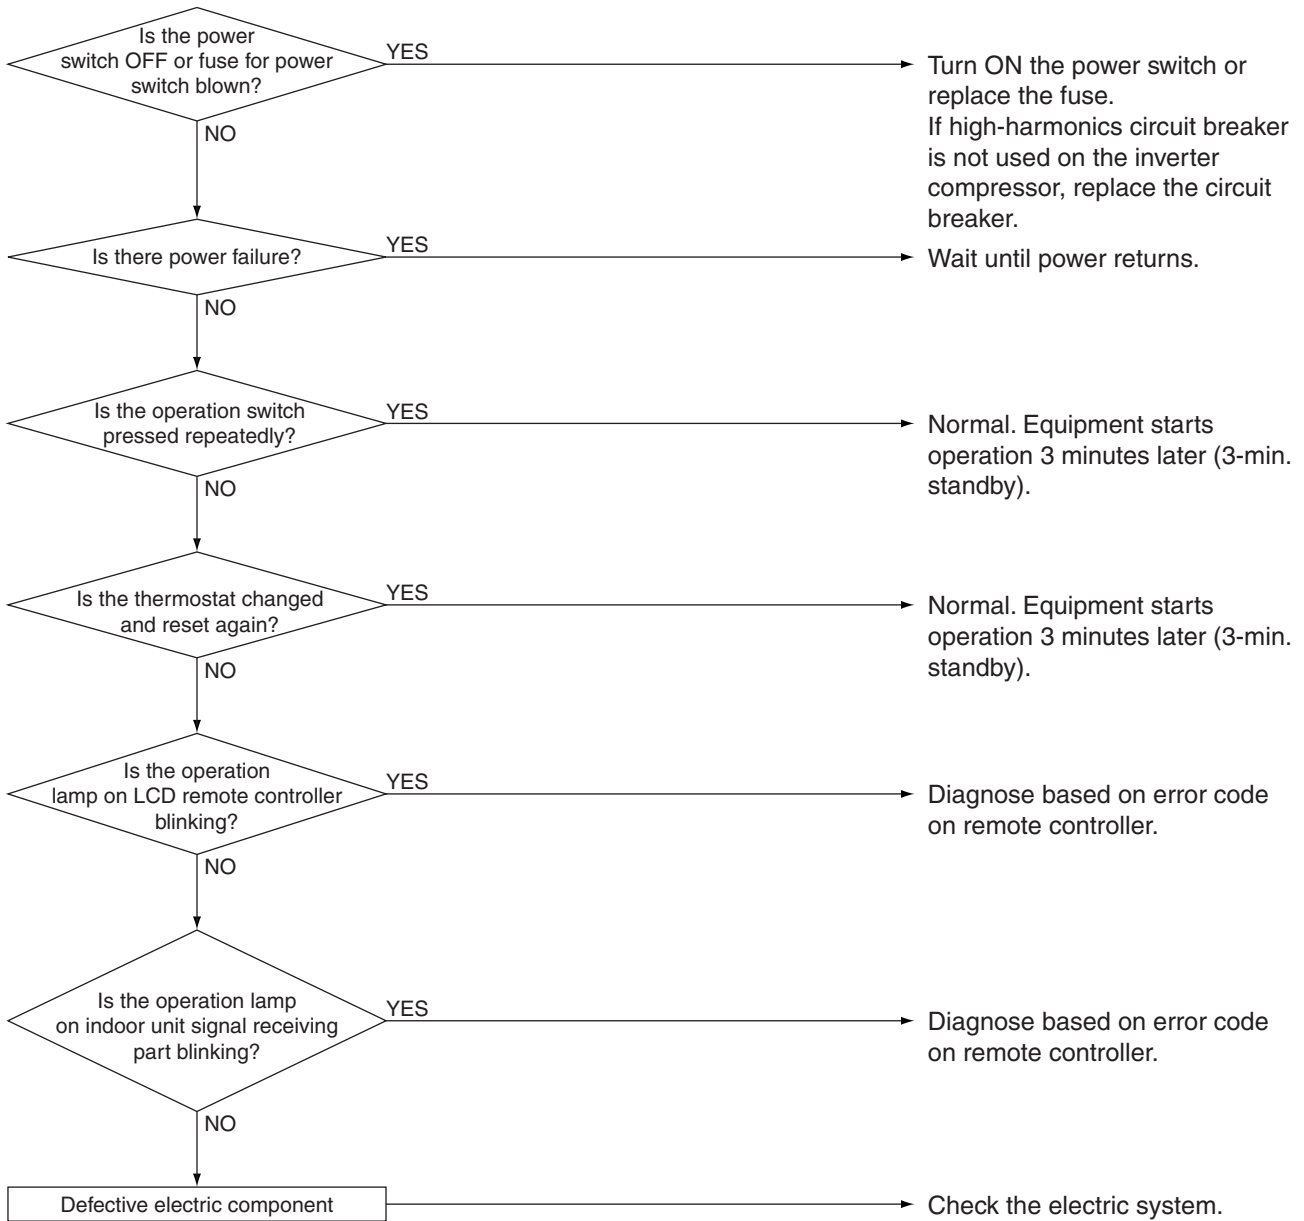 Is the power
switch OFF or fuse for power
switch blown?
YES
Turn ON the power switch or
replace the fuse.
If high-harmonics circuit breaker
is not used on the inverter
compressor, replace the circuit
breaker.
NO
Is there power failure?
YES
Wait until power returns.
NO
Is the operation switch
pressed repeatedly?
YES
Normal. Equipment starts
operation 3 minutes later (3-min.
standby).
NO
Is the thermostat changed
and reset again?
YES
Normal. Equipment starts
operation 3 minutes later (3-min.
standby).
NO
Is the operation
lamp on LCD remote controller
blinking?
YES
Diagnose based on error code
on remote controller.
NO
Is the operation lamp
on indoor unit signal receiving
part blinking?
YES
Diagnose based on error code
on remote controller.
NO
Defective electric component
Check the electric system.